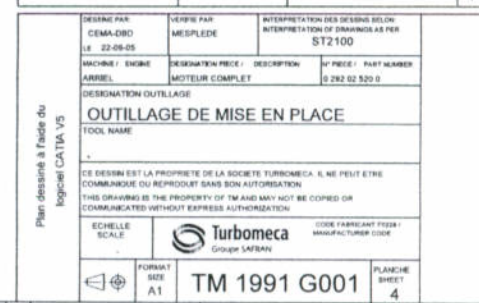 DESSINE PAR
CEMA-DBD
LE 22-09-05
VERIFIE PAR
MESPLEDE
INTERPRETATION DES DESSINS SELON:
INTERPRETATION OF DRAWINGS AS PER
ST2100
MACHINE / ENGINE
ARRIEL
DESIGNATION PIECE / DESCRIPTION
MOTEUR COMPLET
N° PIECE / PART NUMBER
0 292 02 520 0
DESIGNATION OUTILLAGE
OUTILLAGE DE MISE EN PLACE
TOOL NAME
.
CE DESSIN EST LA PROPRIETE DE LA SOCIETE TURBOMECA. IL NE PEUT ETRE
COMMUNIQUE OU REPRODUIT SANS SON AUTORISATION
THIS DRAWING IS THE PROPERTY OF TM AND MAY NOT BE COPIED OR
COMMUNICATED WITHOUT EXPRESS AUTHORIZATION
ECHELLE
SCALE
Turbomeca
Groupe SAFRAN
CODE FABRICANT F0228 /
MANUFACTURER CODE
FORMAT
SIZE
A1
TM 1991 G001
PLANCHE
SHEET
4
Plan dessiné à l'aide du
logiciel CATIA V5